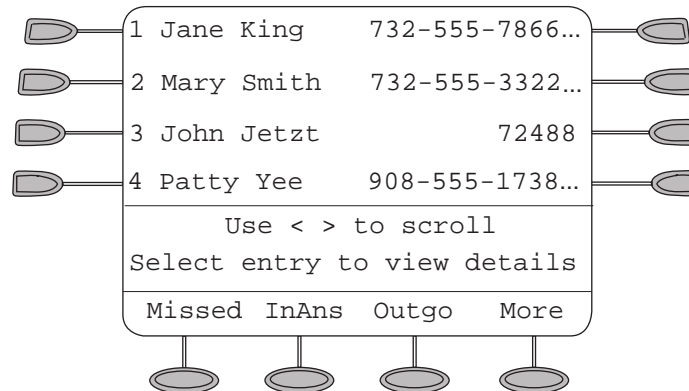 1 Jane King 732-555-7866...
2 Mary Smith 732-555-3322...
3 John Jetzt 72488
4 Patty Yee 908-555-1738...
Use < > to scroll
Select entry to view details
Missed InAns Outgo More